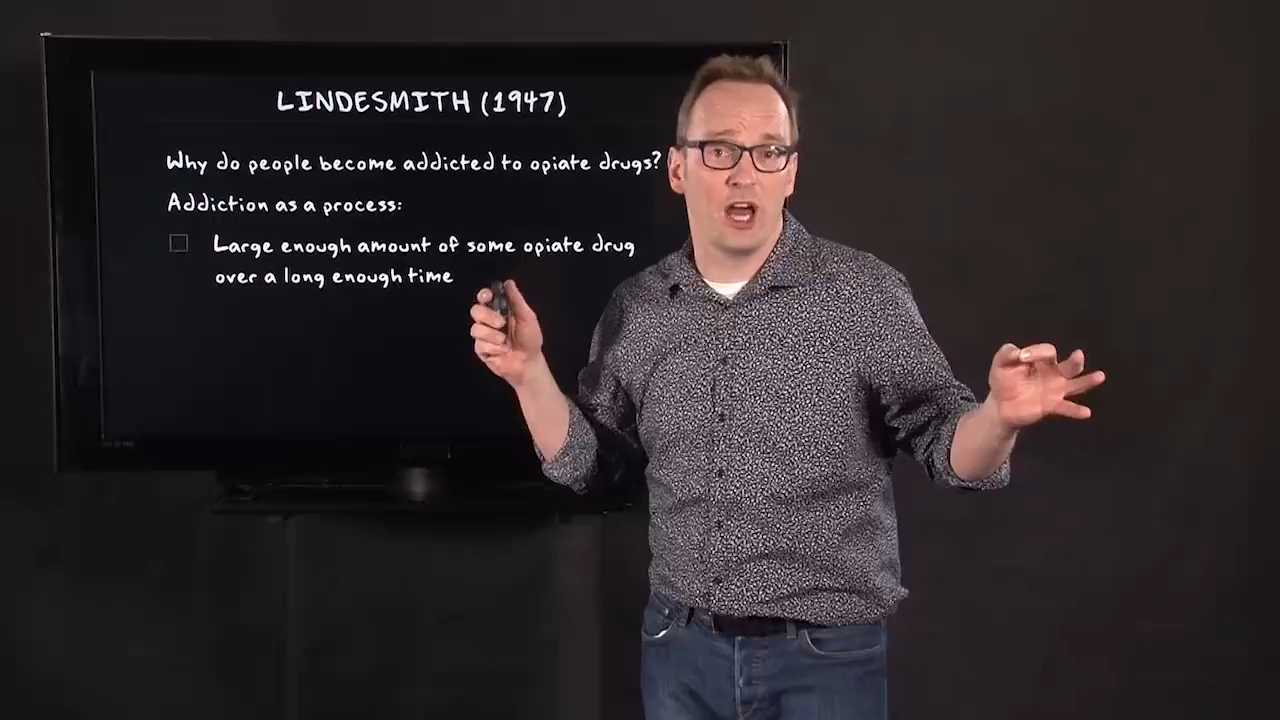 LINDESMITH (1947)
Why do people become addicted to opiate drugs?
Addiction as a process:
Large enough amount of some opiate drug
over a long enough time